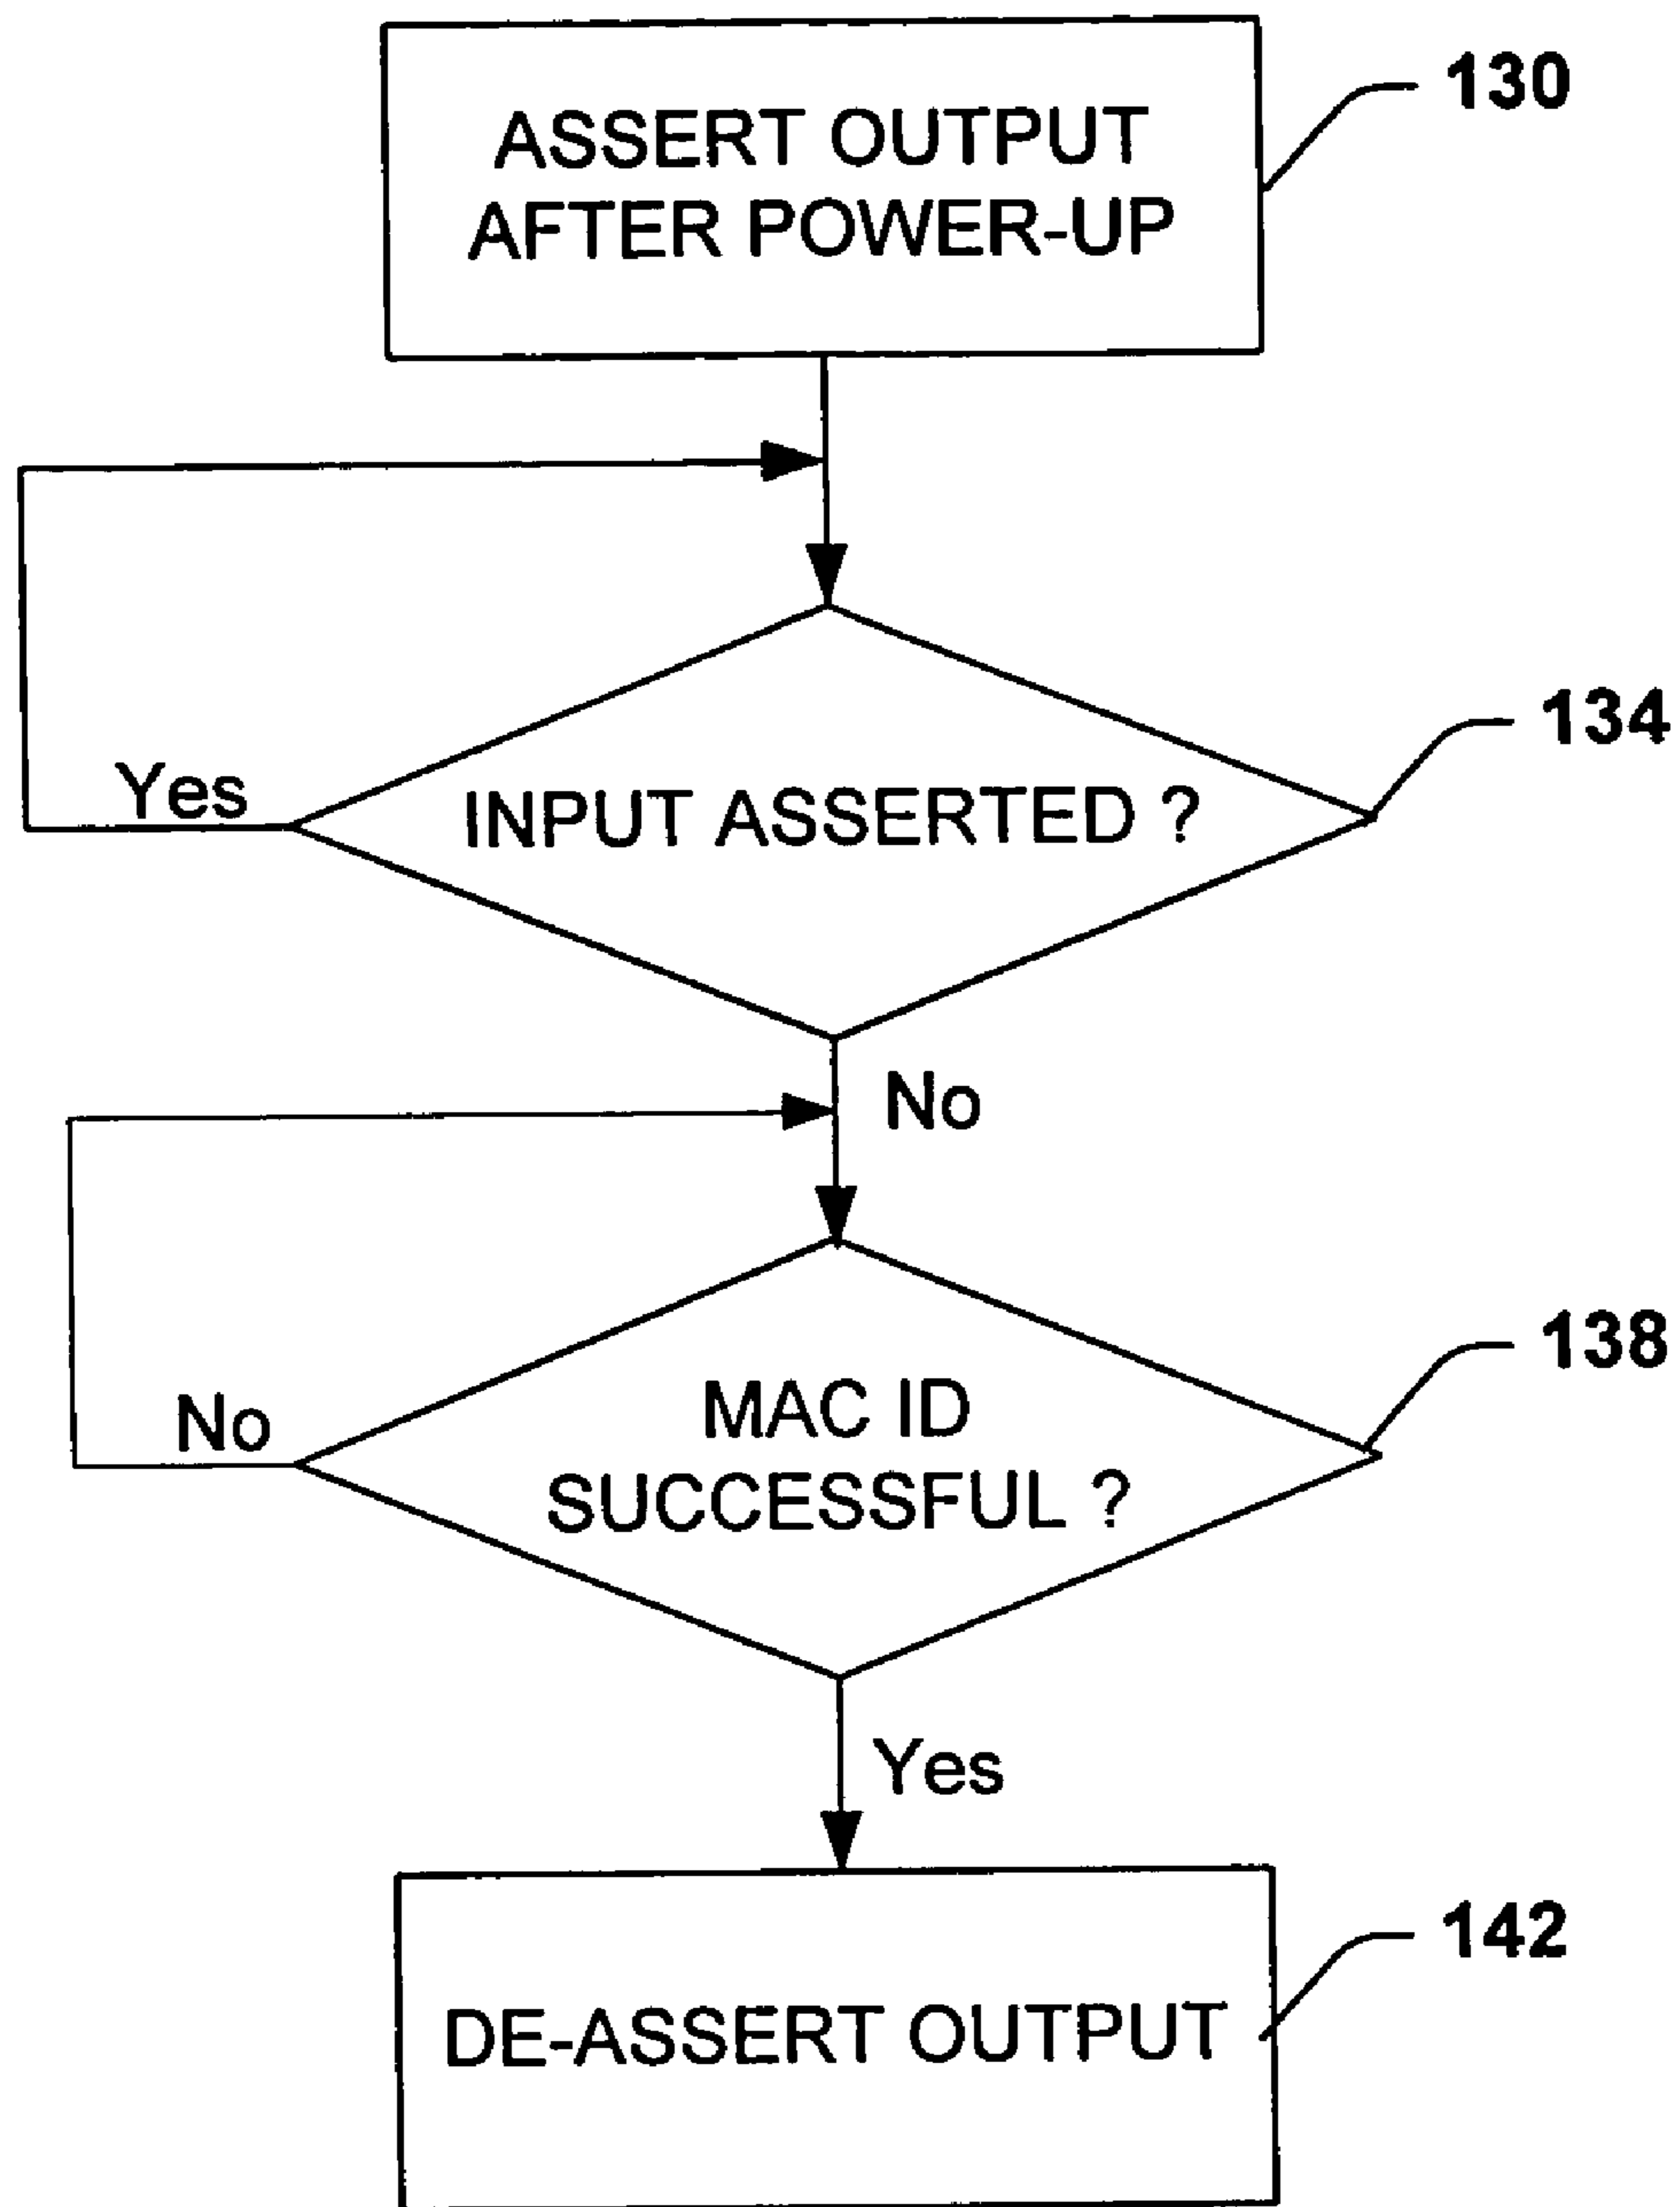 ASSERT OUTPUT
AFTER POWER-UP
130
Yes
INPUT ASSERTED ?
134
No
No
MAC ID
SUCCESSFUL ?
138
Yes
DE-ASSERT OUTPUT
142